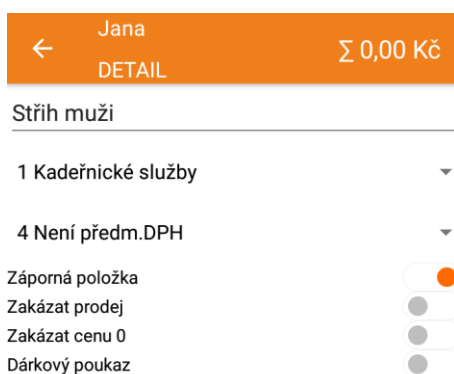 Jana
DETAIL
∑ 0,00 Kč
Střih muži
1 Kadeřnické služby
4 Není předm.DPH
Záporná položka
Zakázat prodej
Zakázat cenu 0
Dárkový poukaz